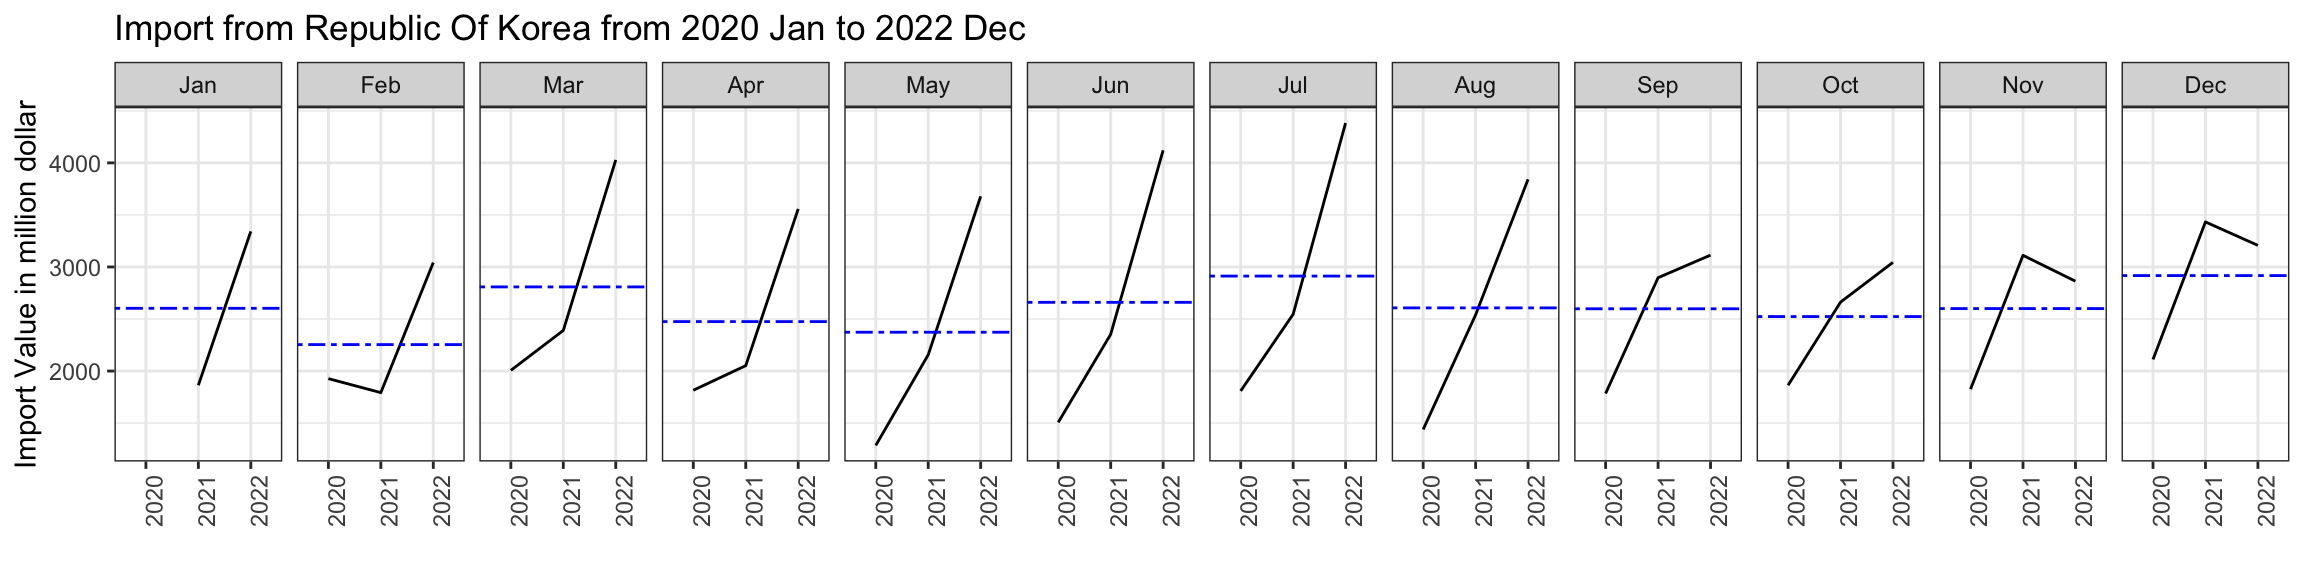 Import from Republic Of Korea from 2020 Jan to 2022 Dec
Jan Feb Mar Apr May Jun Jul Aug Sep Oct Nov Dec
Import Value in million dollar
4000
3000
2000
2020 2021 2022 2020 2021 2022 2020 2021 2022 2020 2021 2022 2020 2021 2022 2020 2021 2022 2020 2021 2022 2020 2021 2022 2020 2021 2022 2020 2021 2022 2020 2021 2022 2020 2021 2022